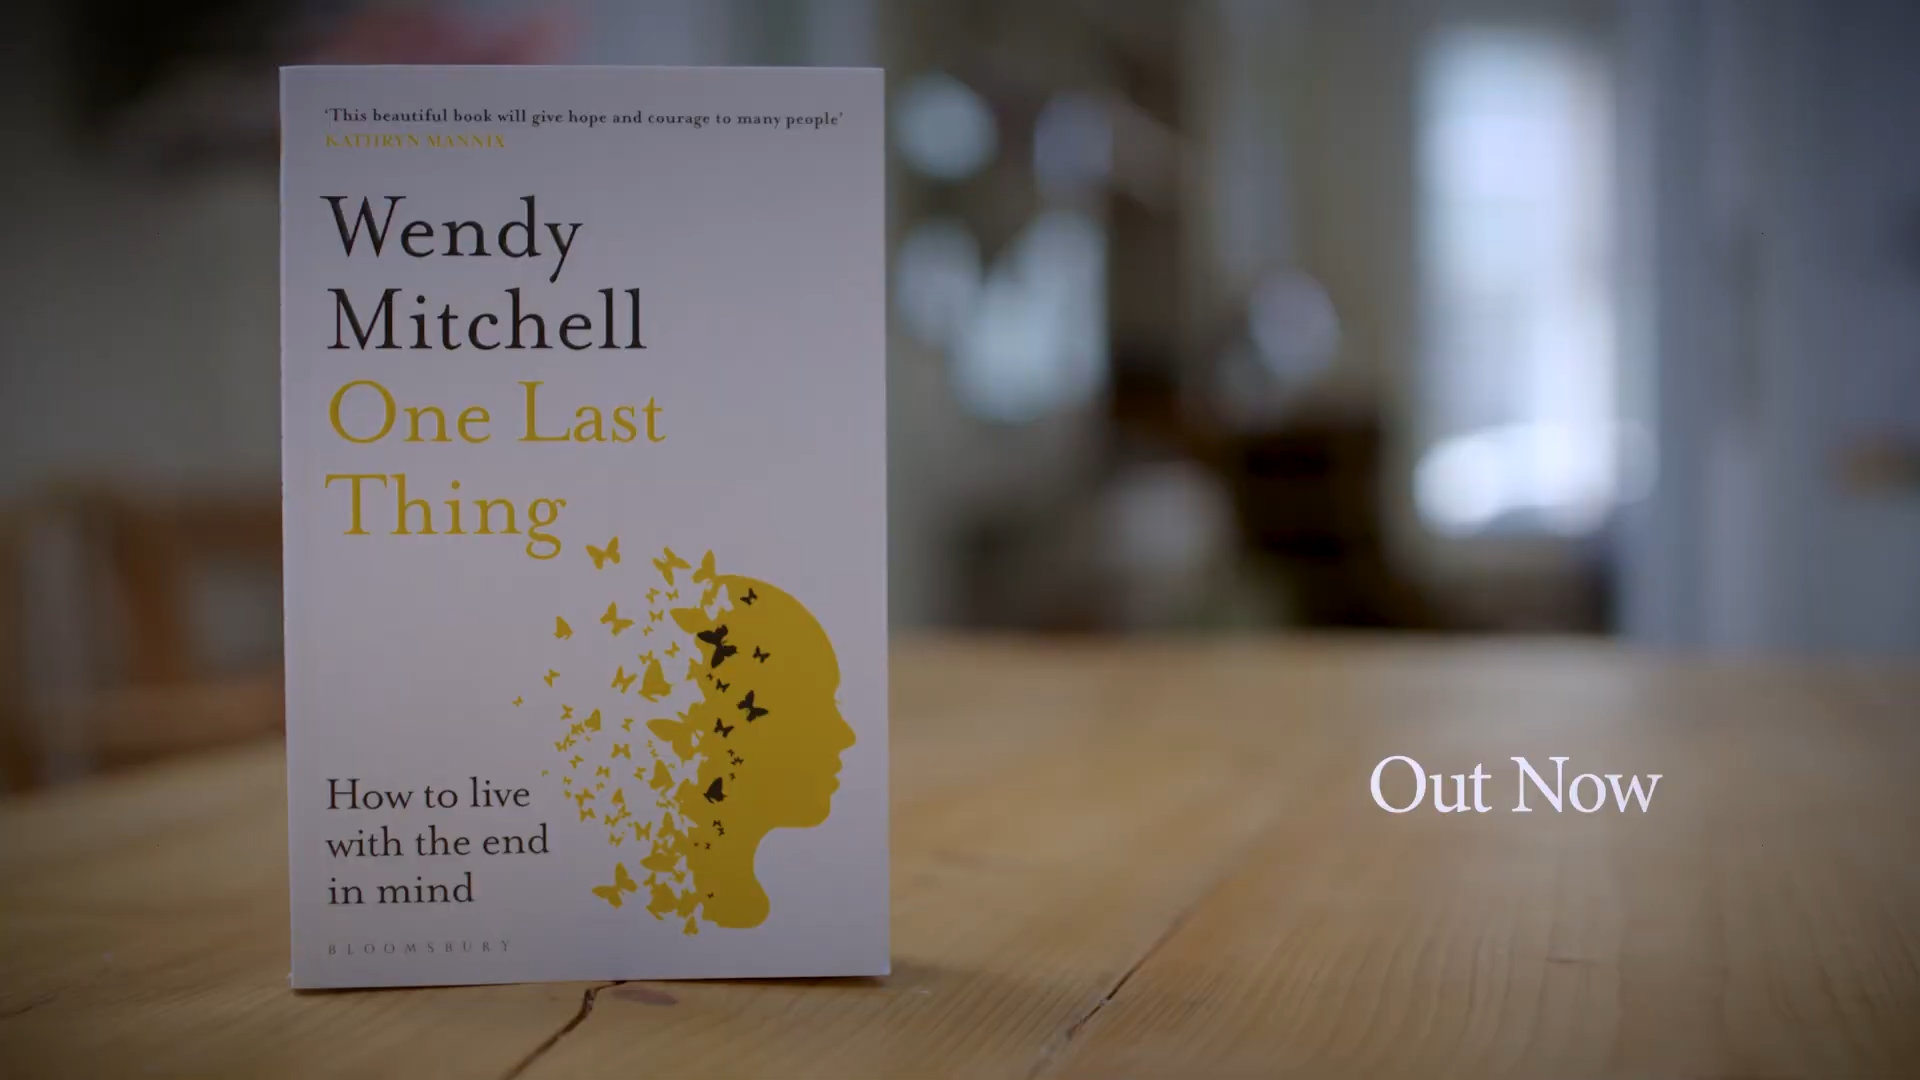 ‘This beautiful book will give hope and courage to many people’
KATHRYN MANNIX
Wendy
Mitchell
One Last
Thing
How to live
with the end
in mind
BLOOMSBURY
Out Now